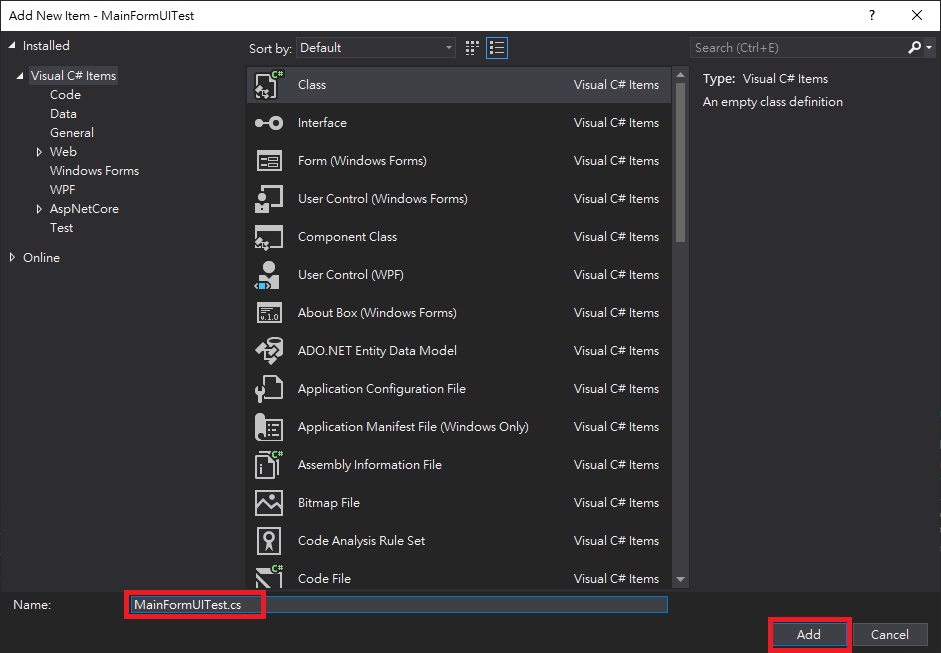 Add New Item - MainFormUITest
?
Installed
Sort by: Default
Search (Ctrl+E)
Visual C# Items
Code
Data
General
Web
Windows Forms
WPF
AspNetCore
Test
Online
Class Visual C# Items
Interface Visual C# Items
Form (Windows Forms) Visual C# Items
User Control (Windows Forms) Visual C# Items
Component Class Visual C# Items
User Control (WPF) Visual C# Items
About Box (Windows Forms) Visual C# Items
ADO.NET Entity Data Model Visual C# Items
Application Configuration File Visual C# Items
Application Manifest File (Windows Only) Visual C# Items
Assembly Information File Visual C# Items
Bitmap File Visual C# Items
Code Analysis Rule Set Visual C# Items
Code File Visual C# Items
Type: Visual C# Items
An empty class definition
Name: MainFormUITest.cs
Add Cancel